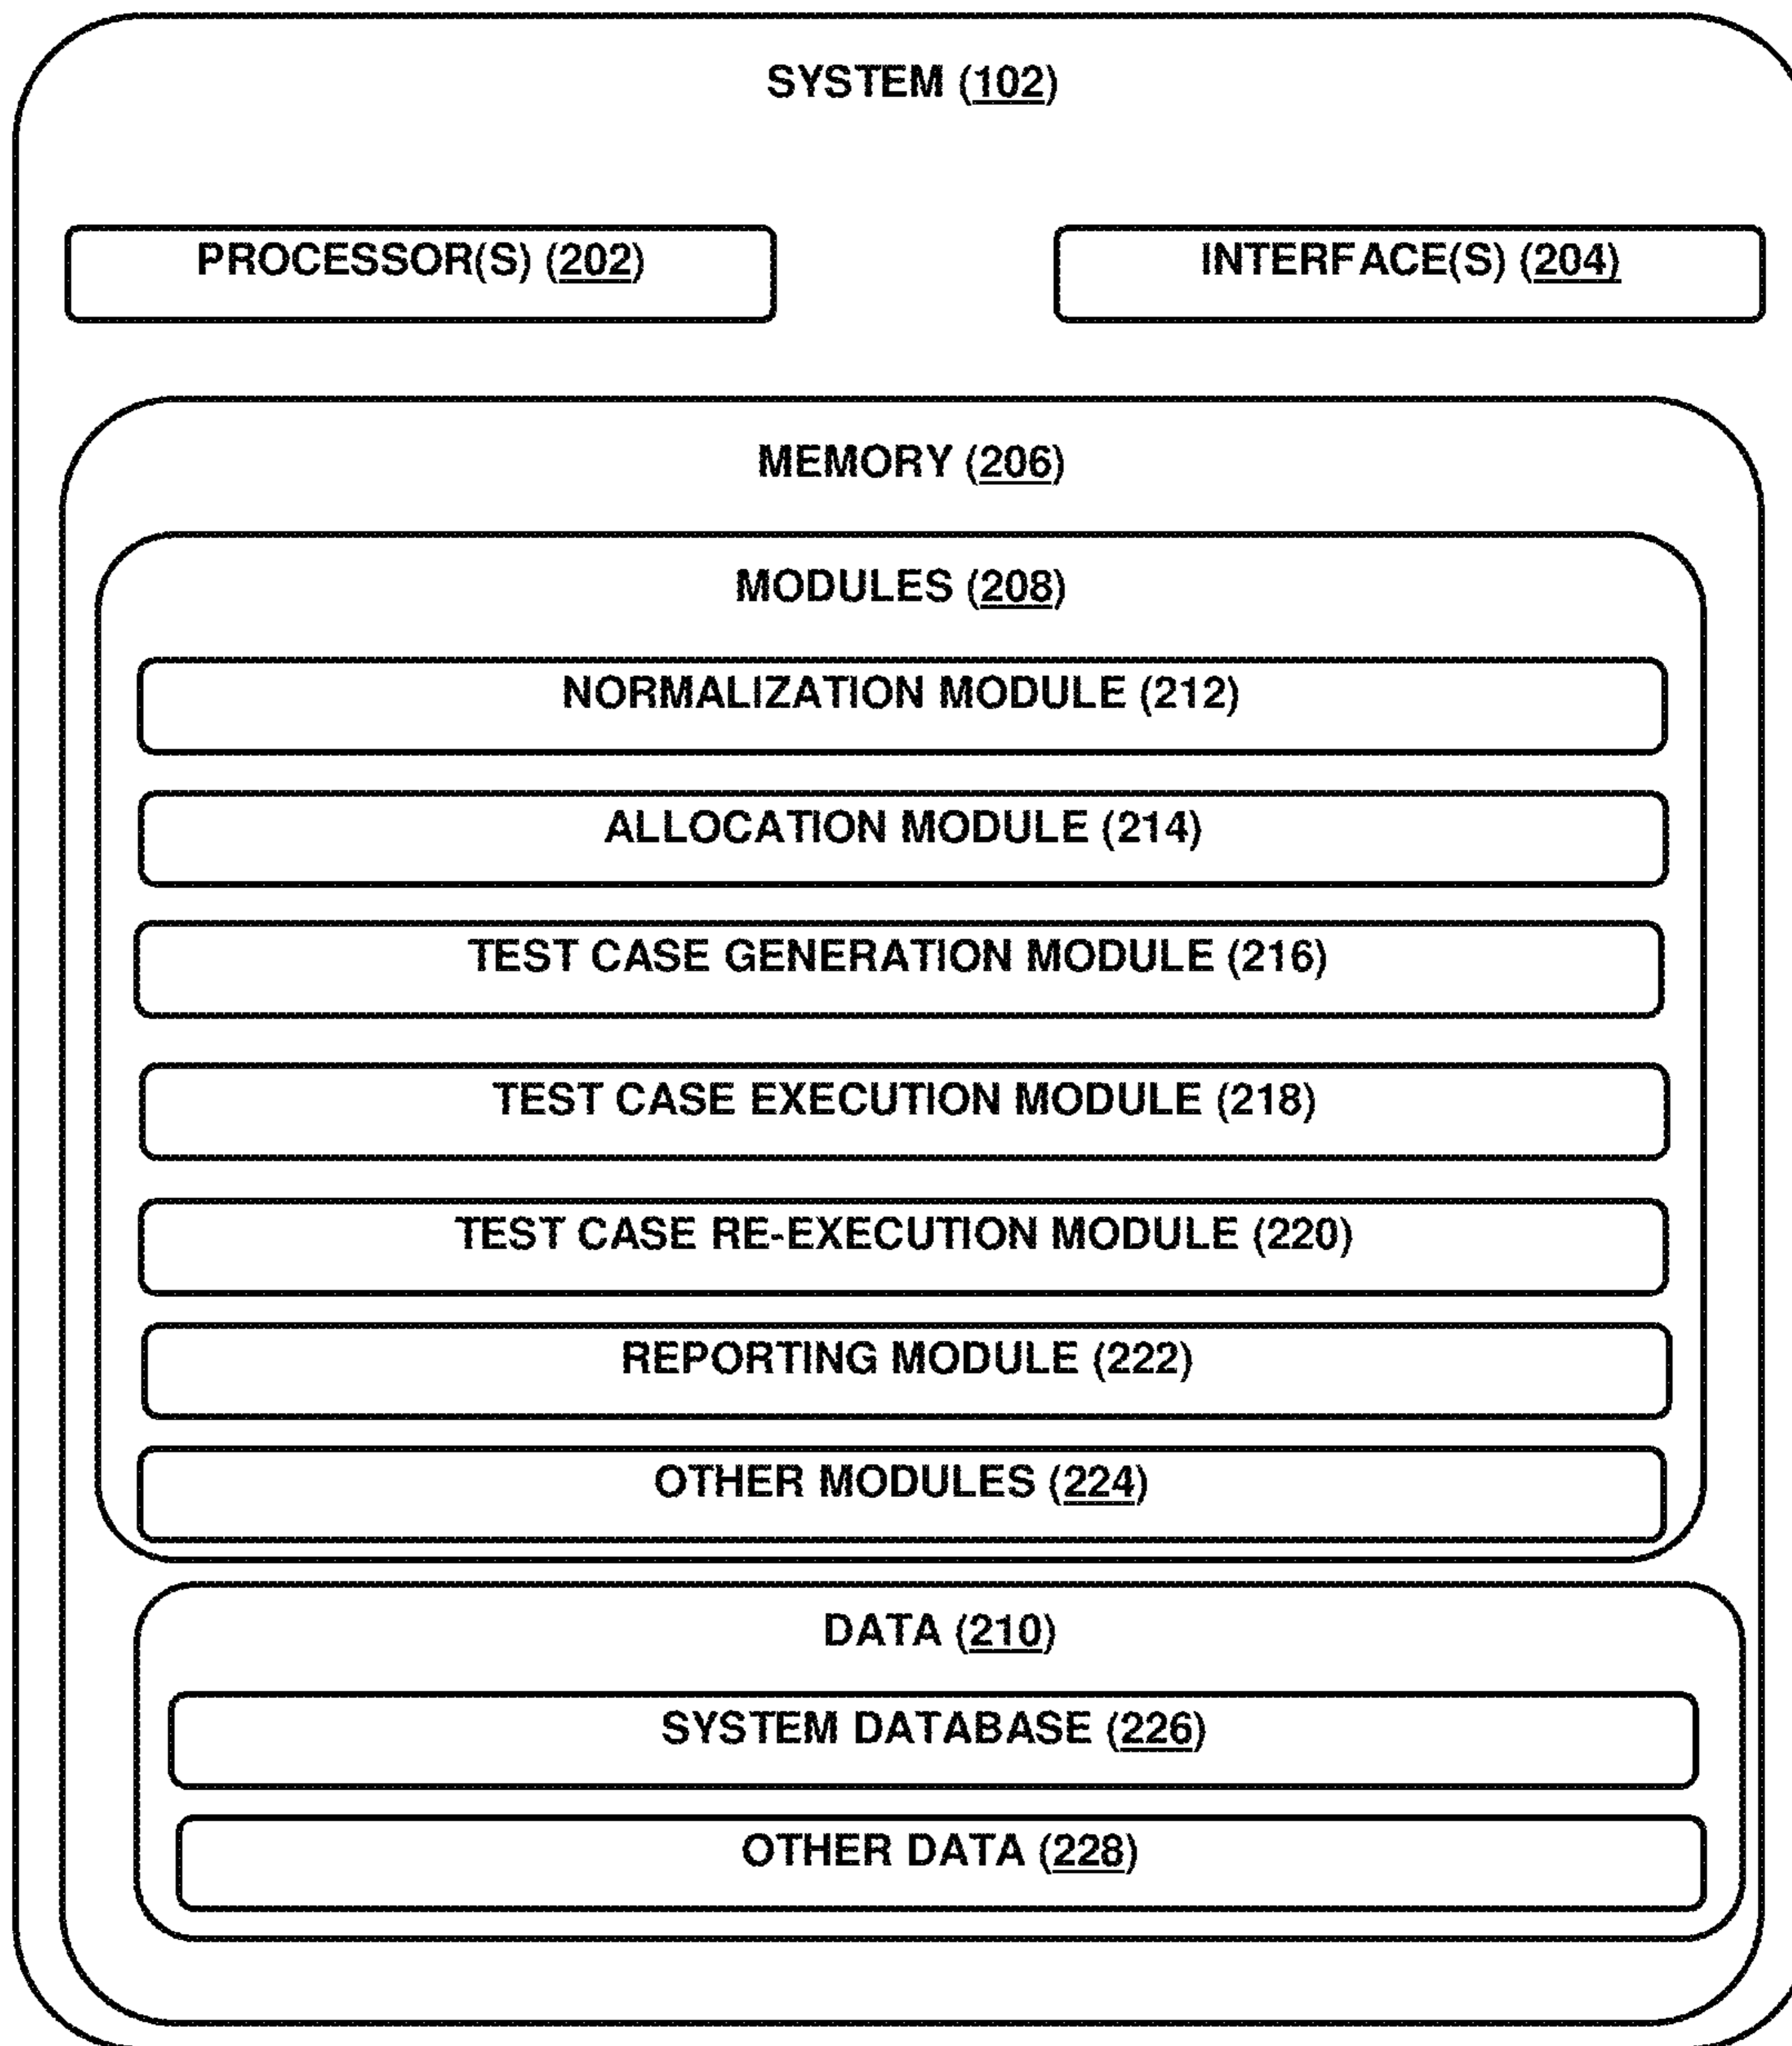 SYSTEM (102)
PROCESSOR(S) (202)
INTERFACE(S) (204)
MEMORY (206)
MODULES (208)
NORMALIZATION MODULE (212)
ALLOCATION MODULE (214)
TEST CASE GENERATION MODULE (216)
TEST CASE EXECUTION MODULE (218)
TEST CASE RE-EXECUTION MODULE (220)
REPORTING MODULE (222)
OTHER MODULES (224)
DATA (210)
SYSTEM DATABASE (226)
OTHER DATA (228)